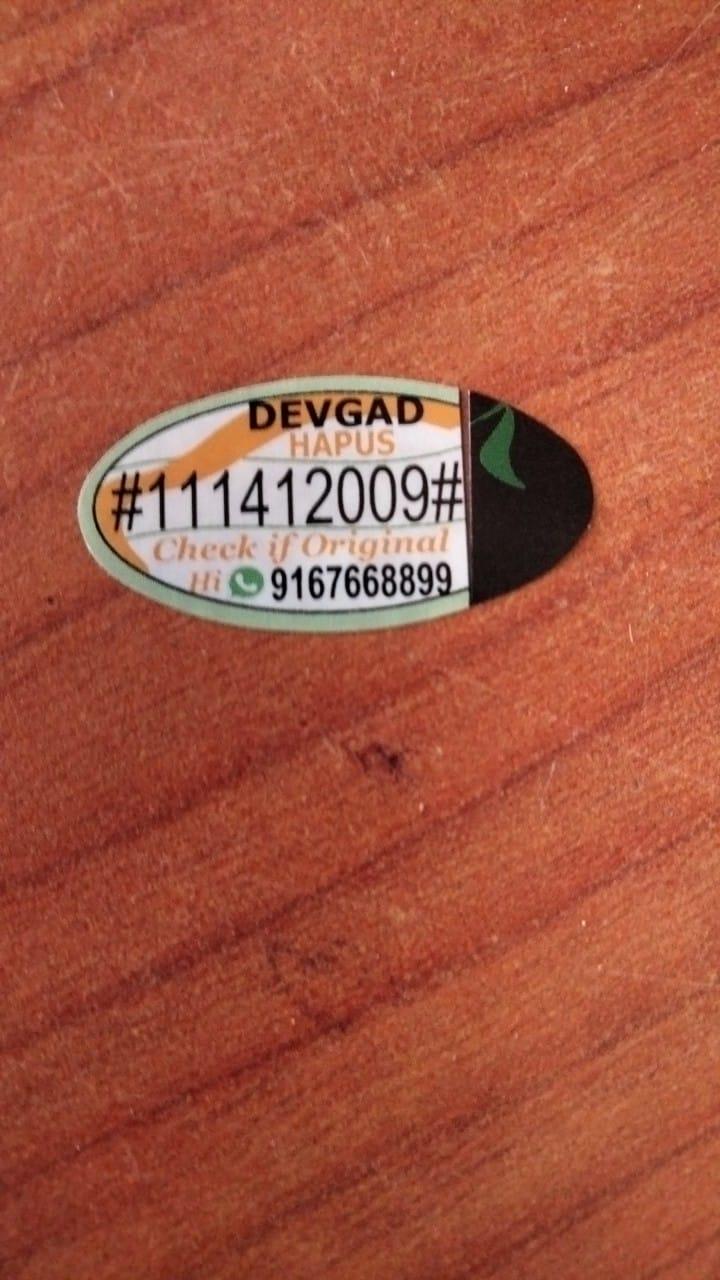 DEVGAD
HAPUS
#111412009#
Check if Original
Hi 9167668899